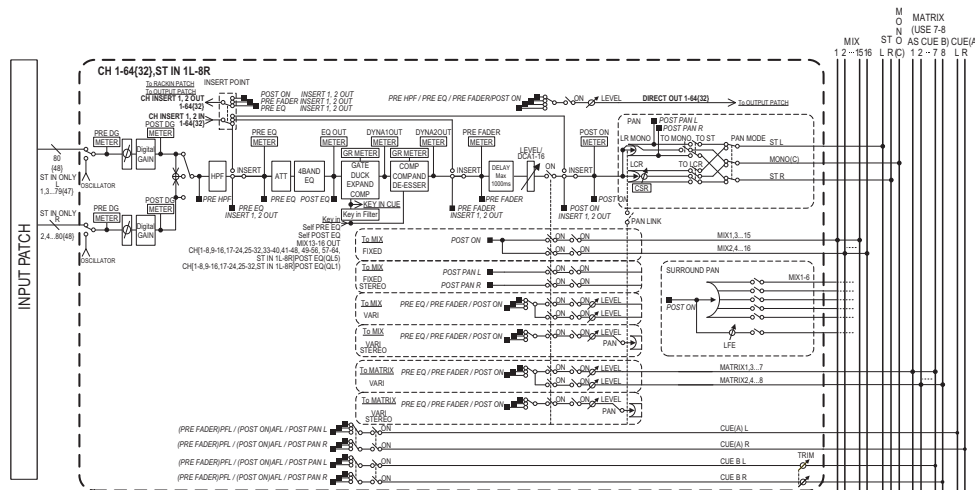 MONO(C)
MATRIX
(USE 7-8
AS CUE B)
CUE(A)
MIX
ST
1 2 ··· 15 16
L R
1 2 ··· 7 8
L R
INPUT PATCH
CH 1-64{32},ST IN 1L-8R
To RACKIN PATCH
To OUTPUT PATCH
CH INSERT 1, 2 OUT
1-64(32)
CH INSERT 1, 2 IN
1-64(32)
INSERT POINT
POST ON INSERT 1, 2 OUT
PRE FADER INSERT 1, 2 OUT
PRE EQ INSERT 1, 2 OUT
PRE HPF / PRE EQ / PRE FADER/POST ON
ON
LEVEL
DIRECT OUT 1-64(32)
To OUTPUT PATCH
80
(48)
ST IN ONLY
L
1,3...79(47)
OSCILLATOR
PRE DG
METER
Digital
GAIN
POST DG
METER
ST IN ONLY
R
2,4...80(48)
OSCILLATOR
PRE DG
METER
Digital
GAIN
POST DG
METER
HPF
PRE HPF
INSERT
PRE EQ
METER
PRE EQ
INSERT 1, 2 OUT
ATT
PRE EQ
4BAND
EQ
POST EQ
EQ OUT
METER
GR METER
GATE
DUCK
EXPAND
COMP
DYNA1OUT
METER
KEY IN CUE
Key in
Key in Filter
Self PRE EQ
Self POST EQ
MIX13-16 OUT
CH[1-8,9-16,17-24,25-32,33-40,41-48, 49-56, 57-64,
ST IN 1L-8R]POST EQ(QL5)
CH[1-8,9-16,17-24,25-32,ST IN 1L-8R]POST EQ(QL1)
GR METER
COMP
COMPAND
DE-ESSER
DYNA2OUT
METER
INSERT
PRE FADER
INSERT 1, 2 OUT
PRE FADER
METER
PRE FADER
DELAY
Max
1000ms
LEVEL/
DCA1-16
ON
INSERT
POST ON
INSERT 1, 2 OUT
POST ON
METER
POST ON
PAN
POST PAN L
POST PAN R
LR MONO
TO MONO
TO ST
PAN MODE
LCR
TO LCR
CSR
PAN LINK
ST L
MONO(C)
ST R
To MIX
FIXED
POST ON
ON
ON
MIX1,3...15
MIX2,4...16
To MIX
FIXED
STEREO
POST PAN L
POST PAN R
ON
ON
To MIX
VARI
PRE EQ / PRE FADER / POST ON
ON
ON
LEVEL
To MIX
VARI
STEREO
PRE EQ / PRE FADER / POST ON
ON
LEVEL
PAN
SURROUND PAN
POST ON
MIX1-6
LFE
To MATRIX
VARI
PRE EQ / PRE FADER / POST ON
ON
ON
LEVEL
MATRIX1,3...7
MATRIX2,4...8
To MATRIX
VARI
STEREO
PRE EQ / PRE FADER / POST ON
ON
LEVEL
PAN
(PRE FADER)PFL / (POST ON)AFL / POST PAN L
ON
CUE(A) L
(PRE FADER)PFL / (POST ON)AFL / POST PAN R
ON
CUE(A) R
(PRE FADER)PFL / (POST ON)AFL / POST PAN L
ON
CUE B L
TRIM
(PRE FADER)PFL / (POST ON)AFL / POST PAN R
ON
CUE B R